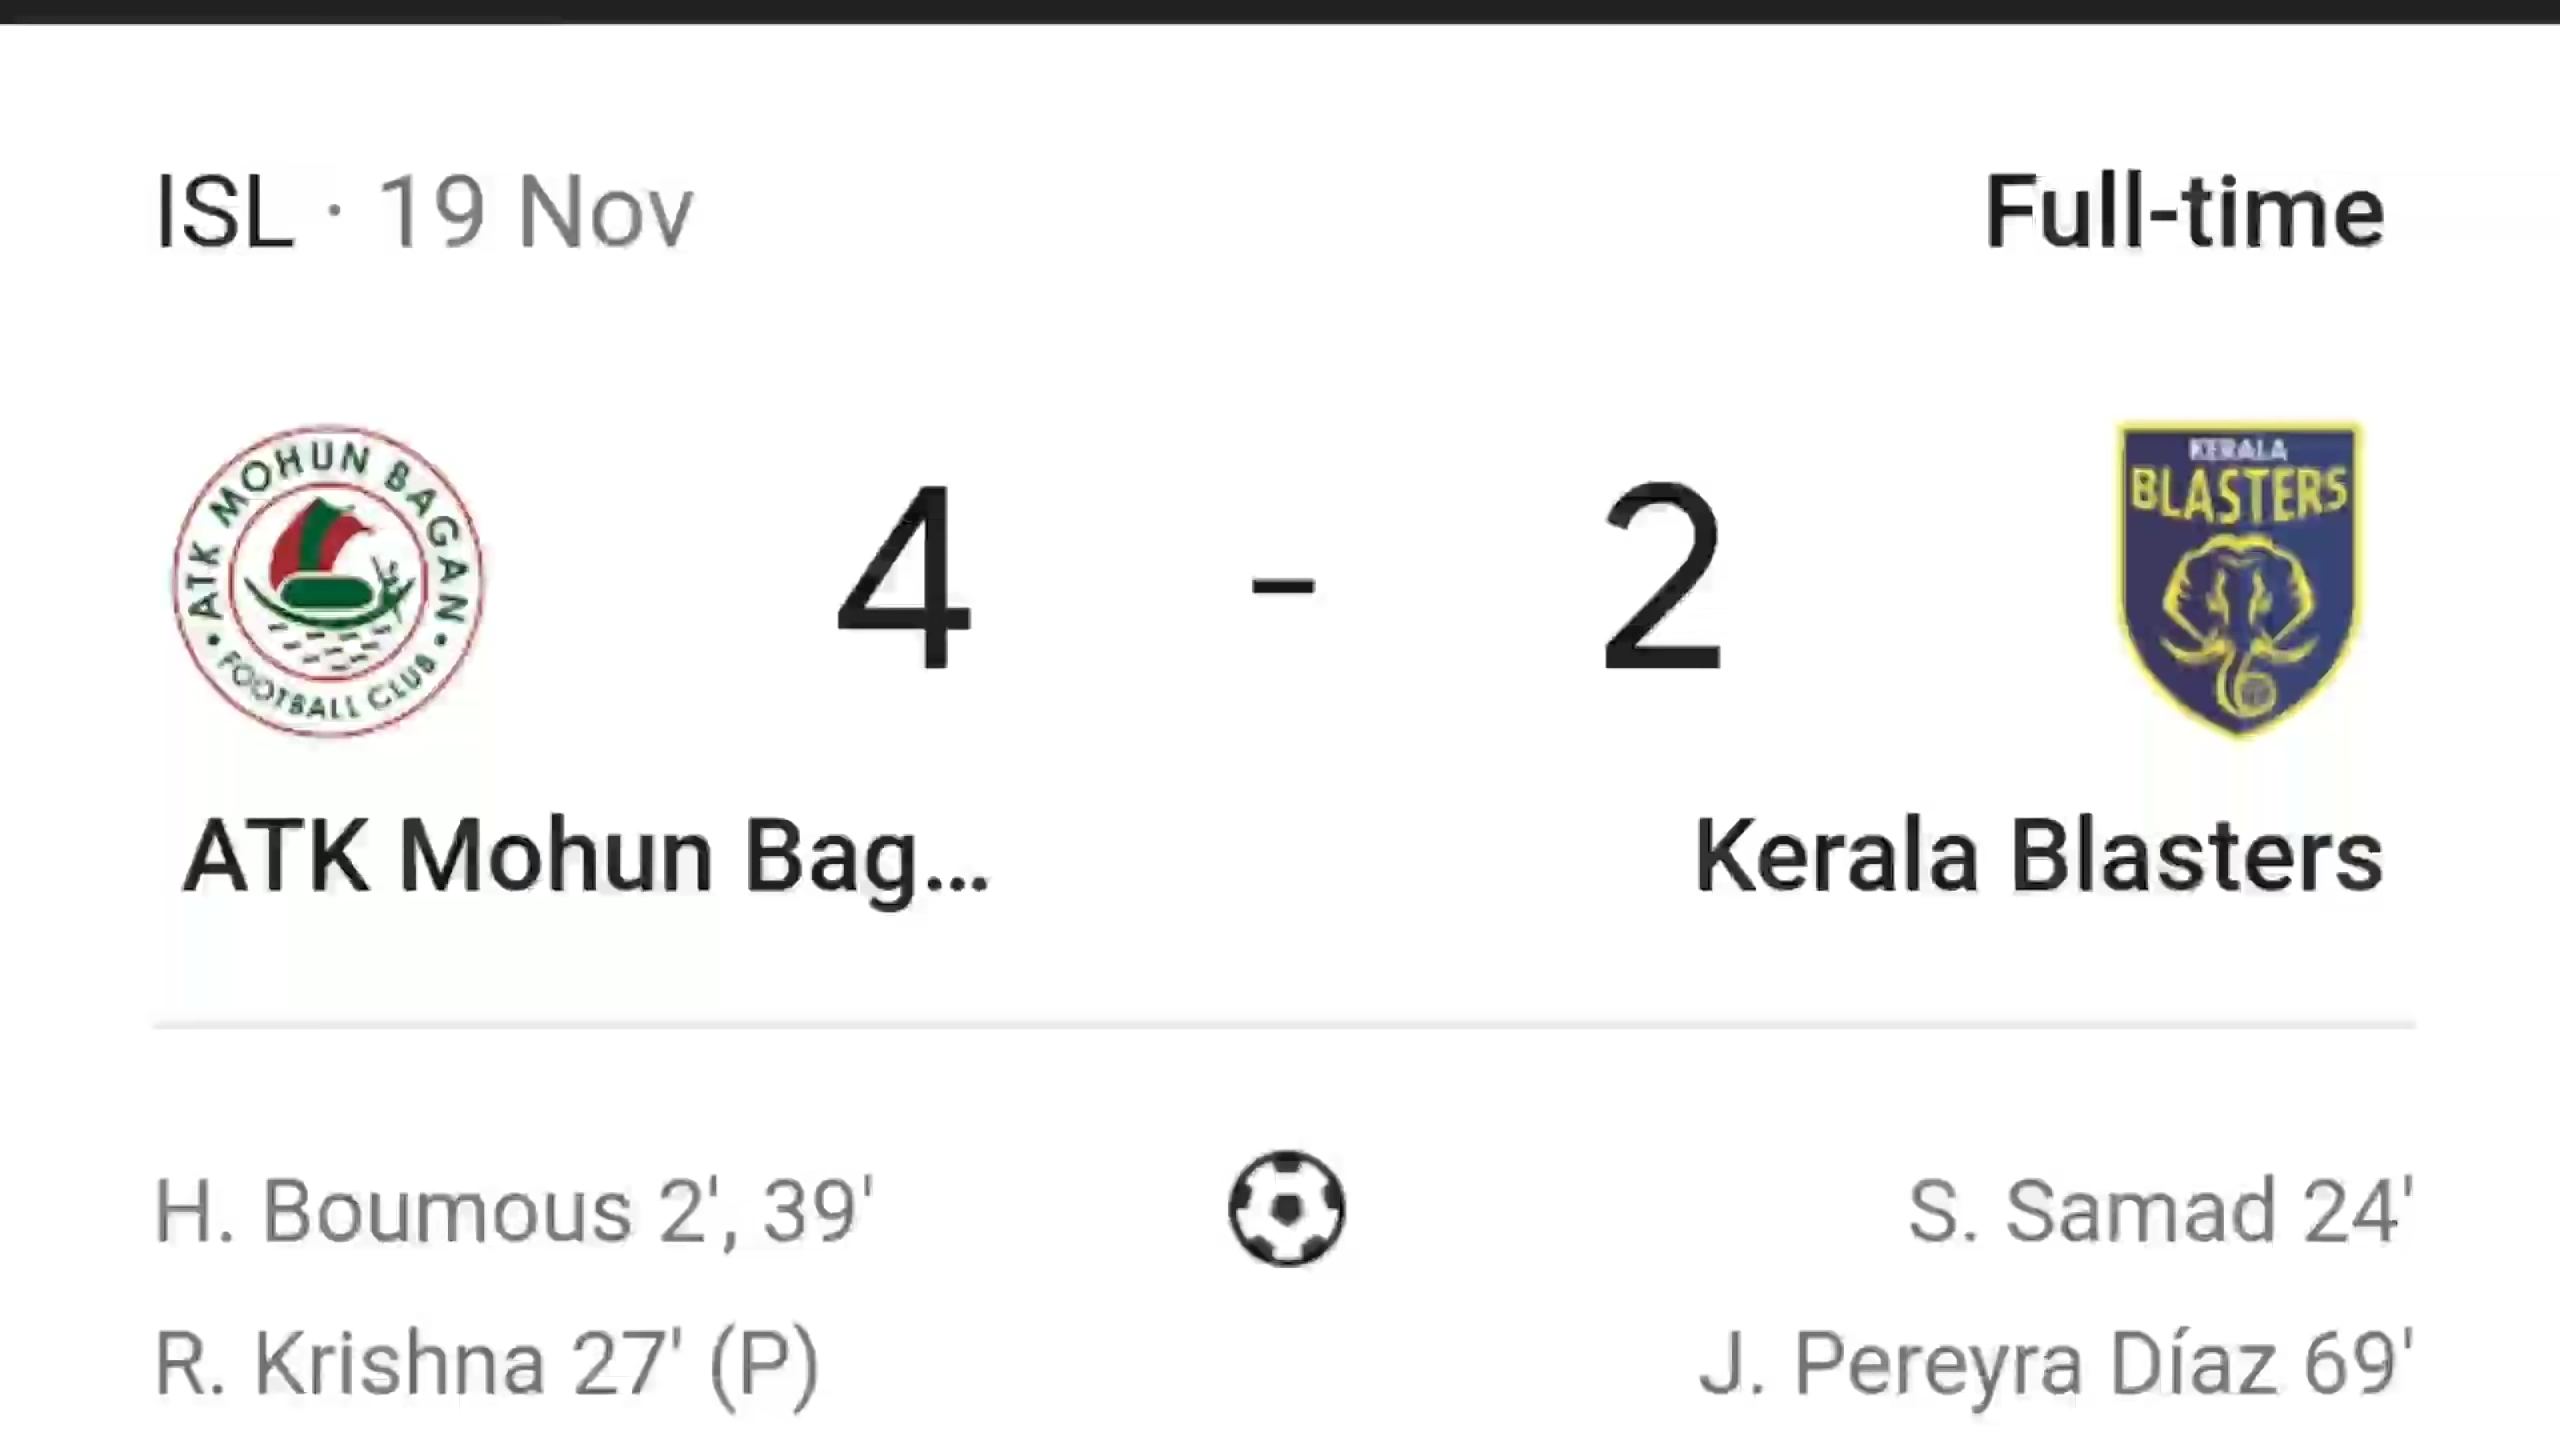 ISL · 19 Nov
Full-time
ATK MOHUN BAGAN
• FOOTBALL CLUB •
4 - 2
KERALA
BLASTERS
ATK Mohun Bag...
Kerala Blasters
H. Boumous 2', 39'
S. Samad 24'
R. Krishna 27' (P)
J. Pereyra Díaz 69'